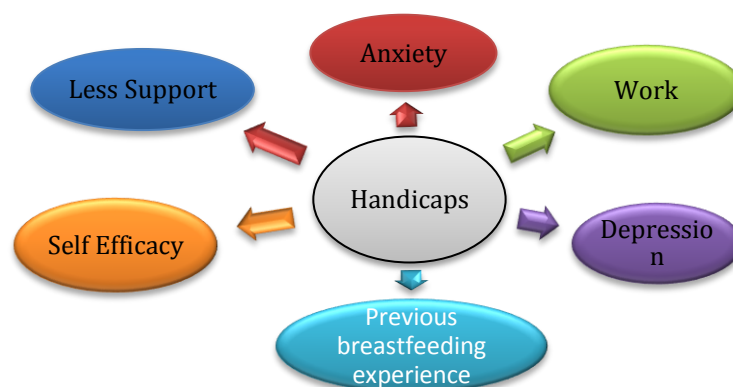 Anxiety
Less Support
Work
Handicaps
Self Efficacy
Depressio
n
Previous
breastfeeding
experience